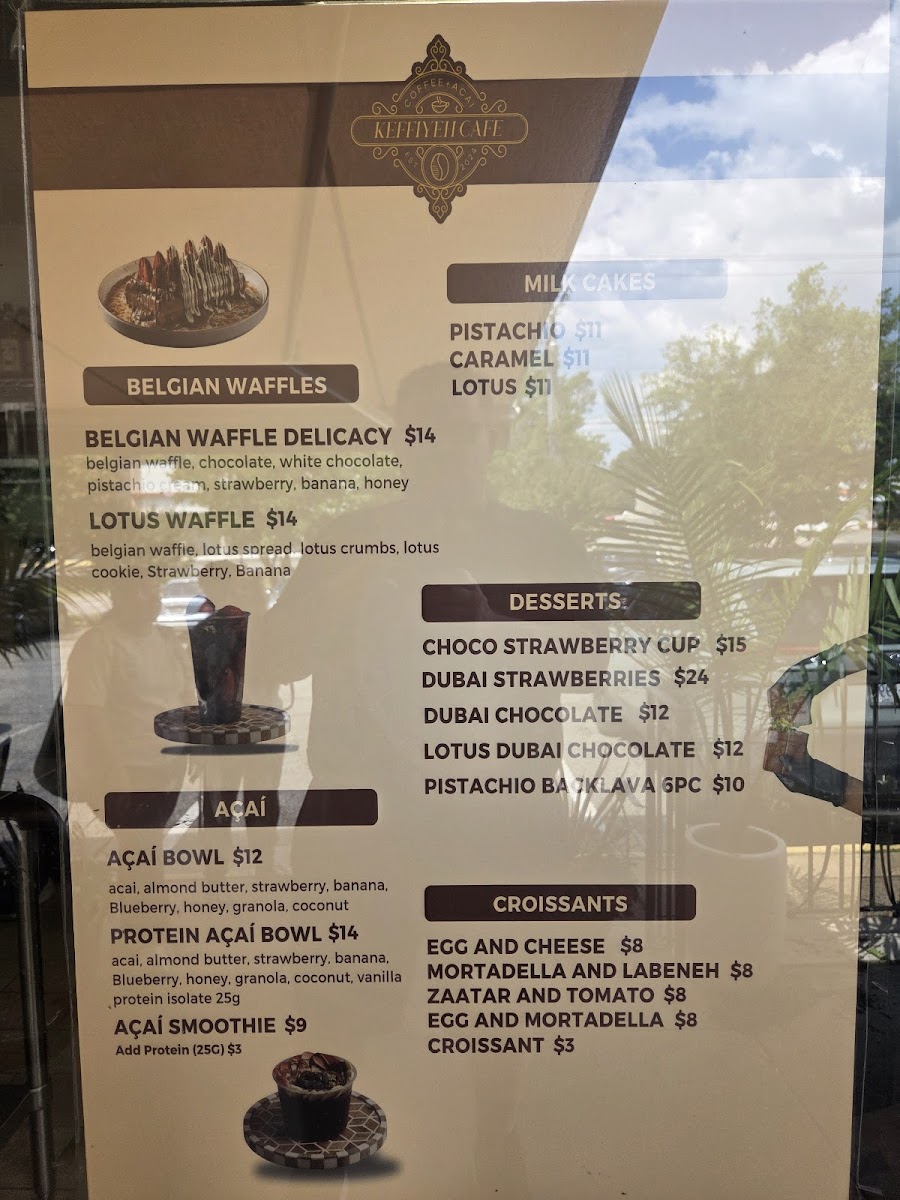 COFFEE+AÇAI
KEFFIYEH CAFE
EST. 2024
BELGIAN WAFFLES
BELGIAN WAFFLE DELICACY $14
belgian waffle, chocolate, white chocolate,
pistachio cream, strawberry, banana, honey
LOTUS WAFFLE $14
belgian waffle, lotus spread, lotus crumbs, lotus
cookie, Strawberry, Banana
AÇAÍ
AÇAÍ BOWL $12
acai, almond butter, strawberry, banana,
Blueberry, honey, granola, coconut
PROTEIN AÇAÍ BOWL $14
acai, almond butter, strawberry, banana,
Blueberry, honey, granola, coconut, vanilla
protein isolate 25g
AÇAÍ SMOOTHIE $9
Add Protein (25G) $3
MILK CAKES
PISTACHIO $11
CARAMEL $11
LOTUS $11
DESSERTS
CHOCO STRAWBERRY CUP $15
DUBAI STRAWBERRIES $24
DUBAI CHOCOLATE $12
LOTUS DUBAI CHOCOLATE $12
PISTACHIO BACKLAVA 6PC $10
CROISSANTS
EGG AND CHEESE $8
MORTADELLA AND LABENEH $8
ZAATAR AND TOMATO $8
EGG AND MORTADELLA $8
CROISSANT $3